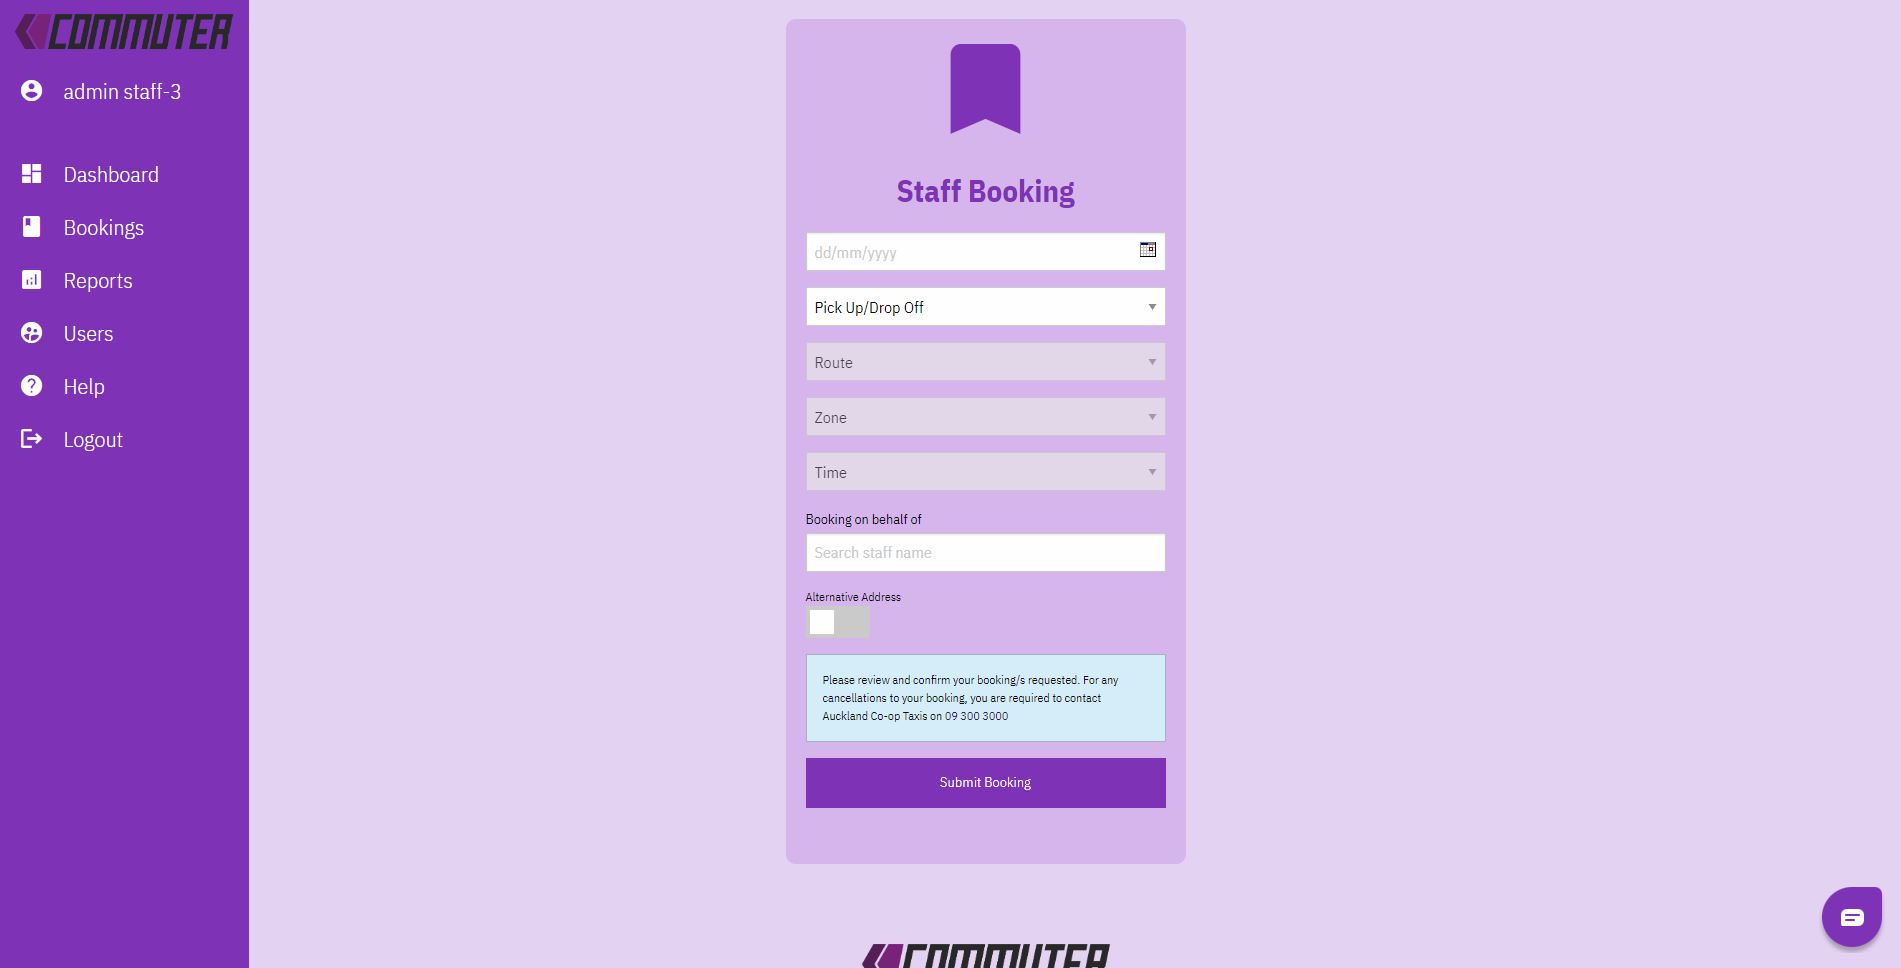 COMMUTER
admin staff-3
Dashboard
Bookings
Reports
Users
Help
Logout
Staff Booking
dd/mm/yyyy
Pick Up/Drop Off
Route
Zone
Time
Booking on behalf of
Search staff name
Alternative Address
Please review and confirm your booking/s requested. For any
cancellations to your booking, you are required to contact
Auckland Co-op Taxis on 09 300 3000
Submit Booking
COMMUTER